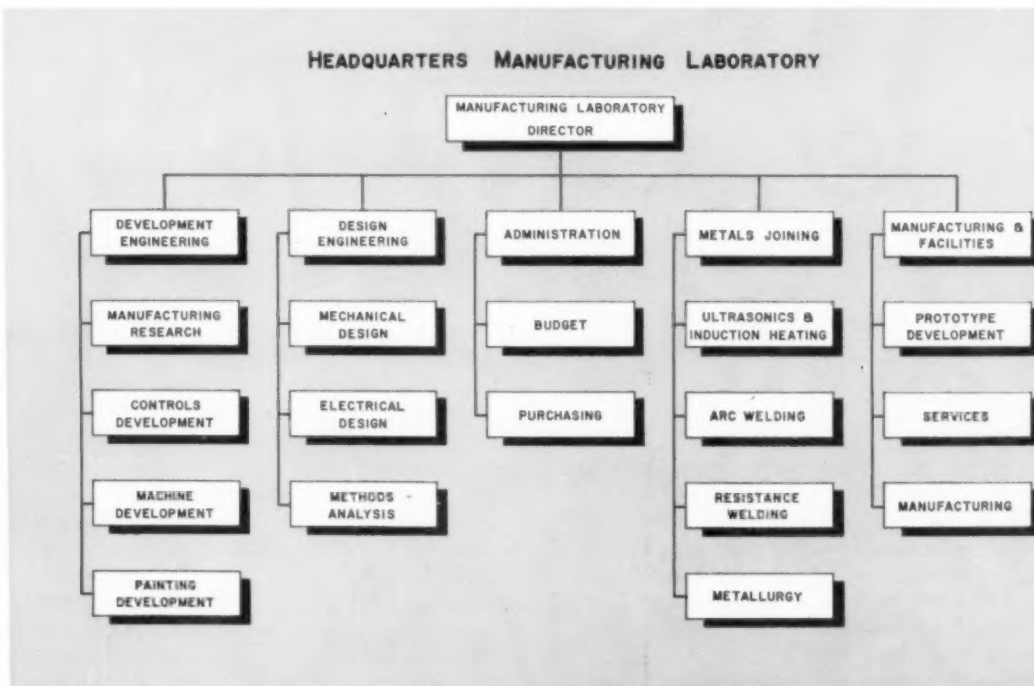 HEADQUARTERS MANUFACTURING LABORATORY
MANUFACTURING LABORATORY
DIRECTOR
DEVELOPMENT
ENGINEERING
MANUFACTURING
RESEARCH
CONTROLS
DEVELOPMENT
MACHINE
DEVELOPMENT
PAINTING
DEVELOPMENT
DESIGN
ENGINEERING
MECHANICAL
DESIGN
ELECTRICAL
DESIGN
METHODS
ANALYSIS
ADMINISTRATION
BUDGET
PURCHASING
METALS JOINING
ULTRASONICS &
INDUCTION HEATING
ARC WELDING
RESISTANCE
WELDING
METALLURGY
MANUFACTURING &
FACILITIES
PROTOTYPE
DEVELOPMENT
SERVICES
MANUFACTURING